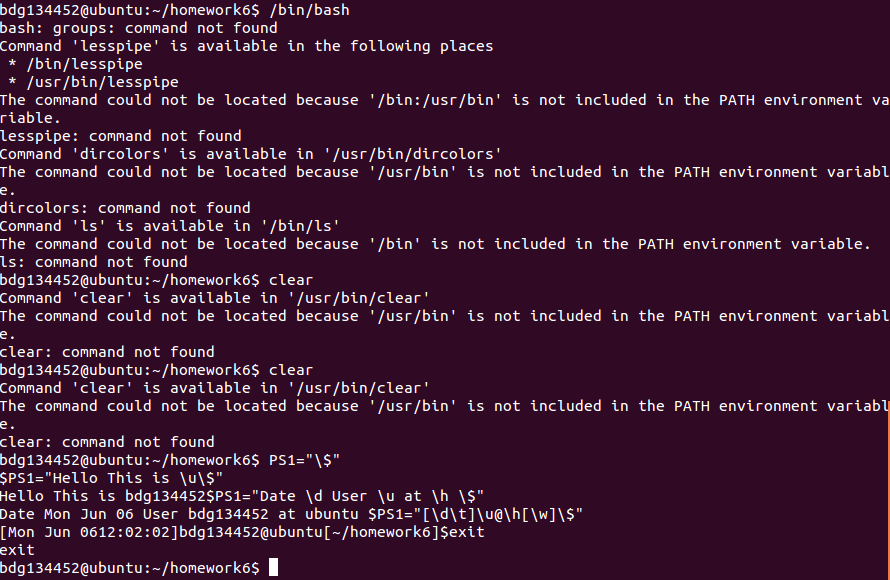 bdg134452@ubuntu:~/homework6$ /bin/bash
bash: groups: command not found
Command 'lesspipe' is available in the following places
 * /bin/lesspipe
 * /usr/bin/lesspipe
The command could not be located because '/bin:/usr/bin' is not included in the PATH environment va
riable.
lesspipe: command not found
Command 'dircolors' is available in '/usr/bin/dircolors'
The command could not be located because '/usr/bin' is not included in the PATH environment variabl
e.
dircolors: command not found
Command 'ls' is available in '/bin/ls'
The command could not be located because '/bin' is not included in the PATH environment variable.
ls: command not found
bdg134452@ubuntu:~/homework6$ clear
Command 'clear' is available in '/usr/bin/clear'
The command could not be located because '/usr/bin' is not included in the PATH environment variabl
e.
clear: command not found
bdg134452@ubuntu:~/homework6$ clear
Command 'clear' is available in '/usr/bin/clear'
The command could not be located because '/usr/bin' is not included in the PATH environment variabl
e.
clear: command not found
bdg134452@ubuntu:~/homework6$ PS1="\$"
$PS1="Hello This is \u\$"
Hello This is bdg134452$PS1="Date \d User \u at \h \$"
Date Mon Jun 06 User bdg134452 at ubuntu $PS1="[\d\t]\u@\h[\w]\$"
[Mon Jun 0612:02:02]bdg134452@ubuntu[~/homework6]$exit
exit
bdg134452@ubuntu:~/homework6$